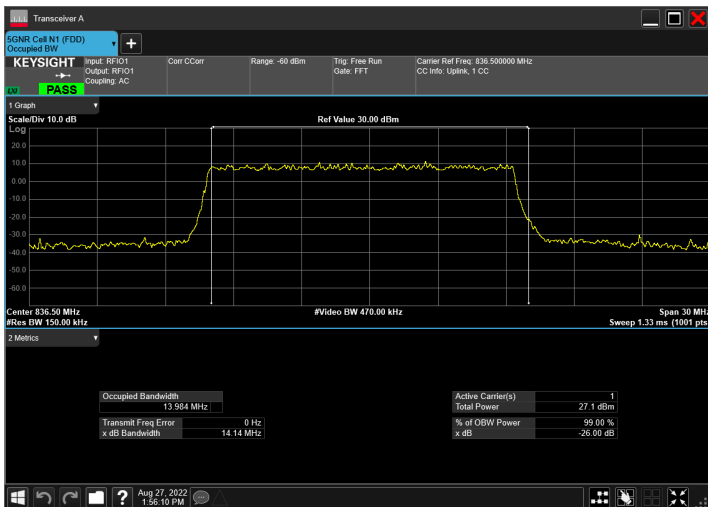 Transceiver A
5GNR Cell N1 (FDD)
Occupied BW
KEYSIGHT
LXI
PASS
Input: RFIO1
Output: RFIO1
Coupling: AC
Corr CCorr
Range: -60 dBm
Trig: Free Run
Gate: FFT
Carrier Ref Freq: 836.500000 MHz
CC Info: Uplink, 1 CC
1 Graph
Scale/Div 10.0 dB
Ref Value 30.00 dBm
Log
20.0
10.0
0.00
-10.0
-20.0
-30.0
-40.0
-50.0
-60.0
Center 836.50 MHz
#Video BW 470.00 kHz
Span 30 MHz
#Res BW 150.00 kHz
Sweep 1.33 ms (1001 pts
2 Metrics
Occupied Bandwidth
13.984 MHz
Transmit Freq Error 0 Hz
x dB Bandwidth 14.14 MHz
Active Carrier(s) 1
Total Power 27.1 dBm
% of OBW Power 99.00 %
x dB -26.00 dB
Aug 27, 2022
1:56:10 PM